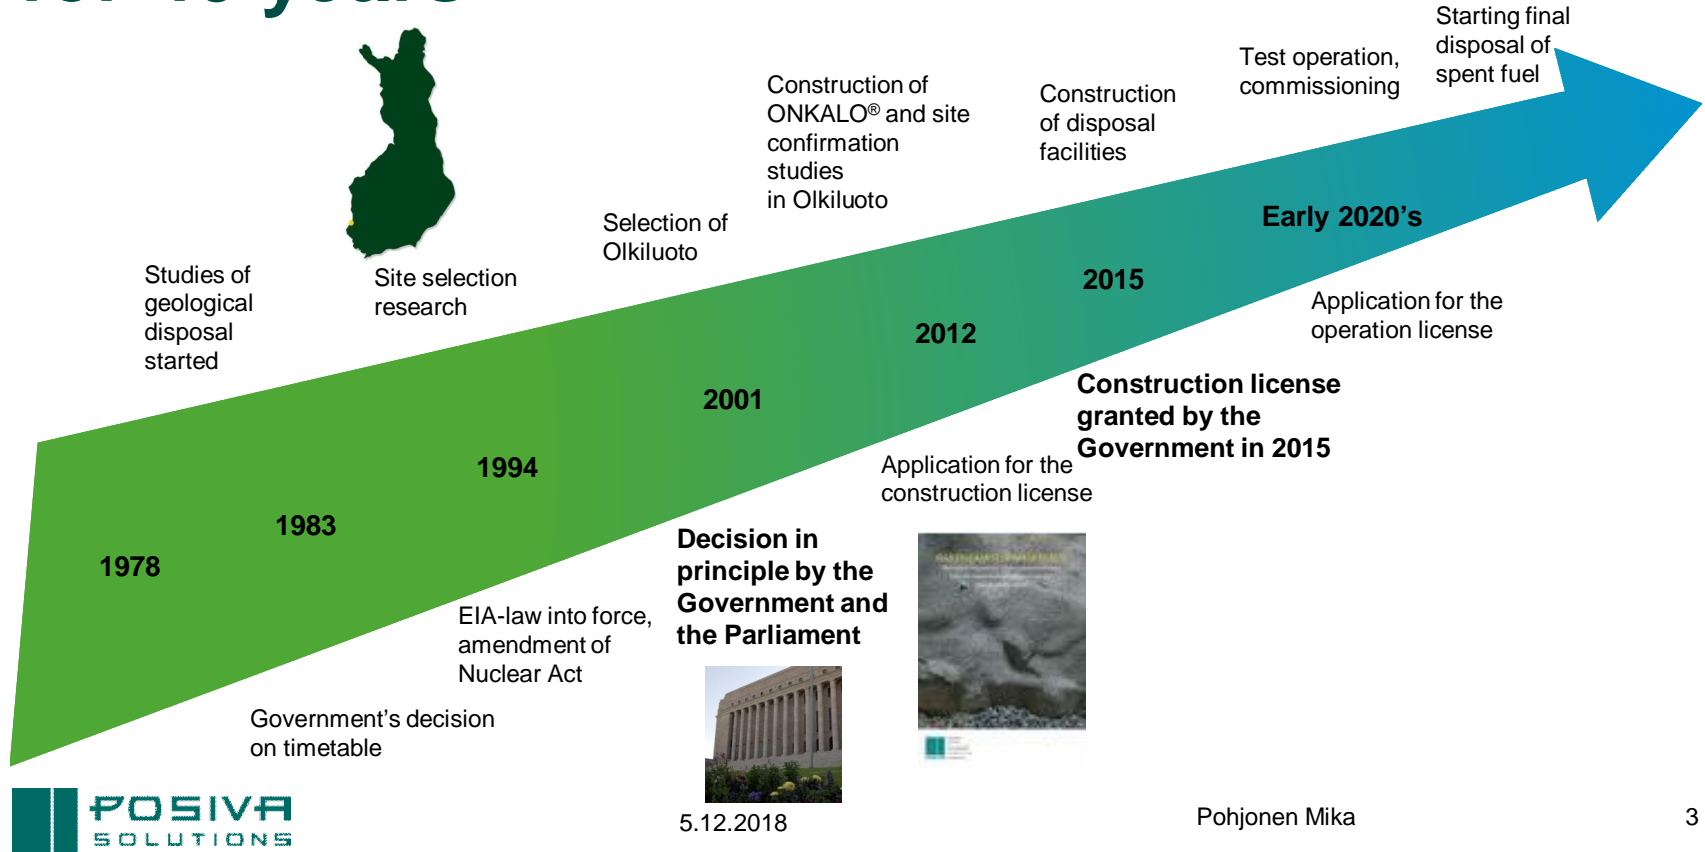 for 40 years
Starting final
disposal of
spent fuel
Test operation,
commissioning
Construction of
ONKALO® and site
confirmation
studies
in Olkiluoto
Construction
of disposal
facilities
Selection of
Olkiluoto
Studies of
geological
disposal
started
Site selection
research
Early 2020’s
2015
2012
2001
1994
1983
1978
Application for the
operation license
Construction license
granted by the
Government in 2015
Application for the
construction license
Decision in
principle by the
Government and
the Parliament
EIA-law into force,
amendment of
Nuclear Act
Government’s decision
on timetable
POSIVA
SOLUTIONS
5.12.2018
Pohjonen Mika
3